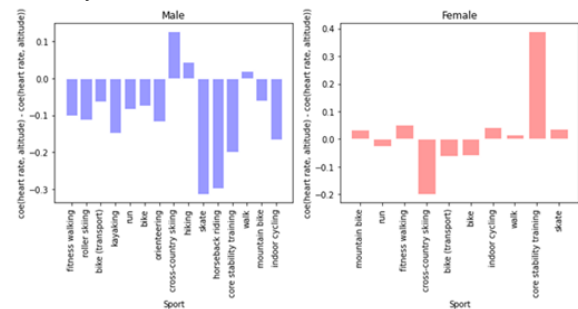 Male
coe(heart rate, altitude) - coe(heart rate, altitude))
0.1
0.0
−0.1
−0.2
−0.3
fitness walking
roller skiing
bike (transport)
kayaking
run
bike
orienteering
cross-country skiing
hiking
skate
horseback riding
core stability training
walk
mountain bike
indoor cycling
Sport
Female
coe(heart rate, altitude) - coe(heart rate, altitude))
0.4
0.3
0.2
0.1
0.0
−0.1
−0.2
mountain bike
run
fitness walking
cross-country skiing
bike (transport)
bike
indoor cycling
walk
core stability training
skate
Sport